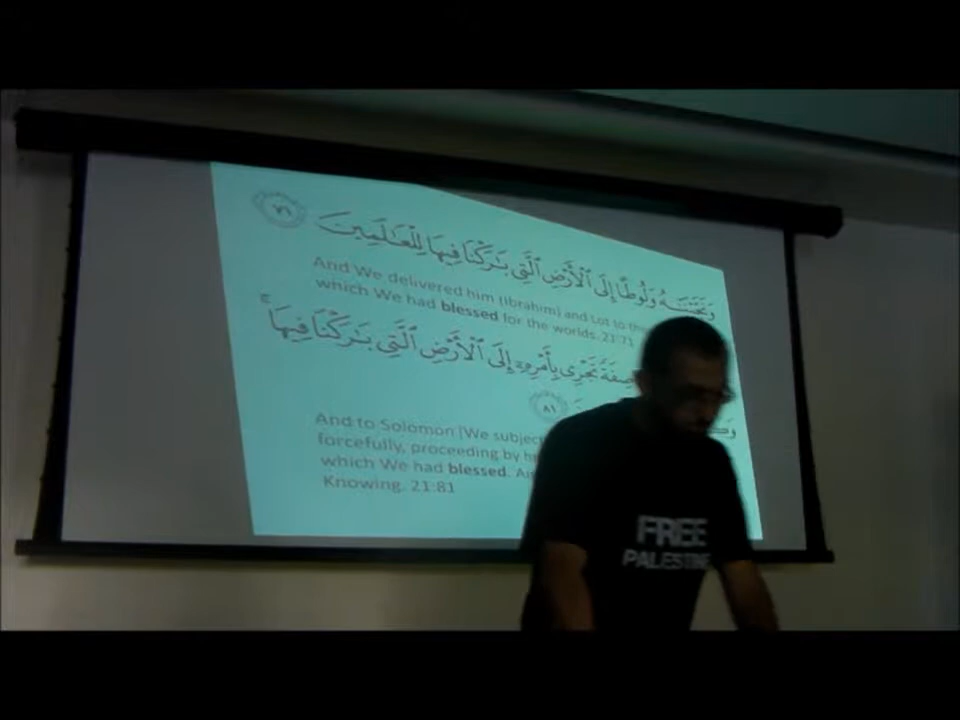 وَنَجَّيْنَـٰهُ وَلُوطًا إِلَى ٱلْأَرْضِ ٱلَّتِى بَـٰرَكْنَا فِيهَا لِلْعَـٰلَمِينَ ٧١
And We delivered him (Ibrahim) and Lot to the
which We had blessed for the worlds. 21:71
تَجْرِى بِأَمْرِهِۦٓ إِلَى ٱلْأَرْضِ ٱلَّتِى بَـٰرَكْنَا فِيهَا ۚ
٨١
And to Solomon (We subject
forcefully, proceeding by
which We had blessed.
Knowing. 21:81
FREE
PALESTINE